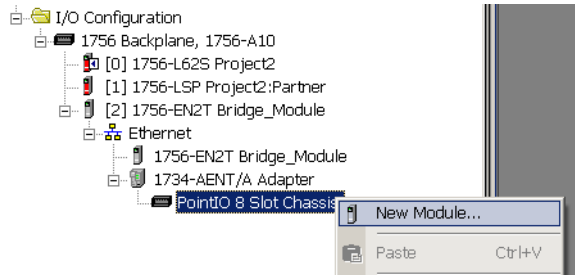 I/O Configuration
1756 Backplane, 1756-A10
[0] 1756-L62S Project2
[1] 1756-LSP Project2:Partner
[2] 1756-EN2T Bridge_Module
Ethernet
1756-EN2T Bridge_Module
1734-AENT/A Adapter
PointIO 8 Slot Chassis
New Module...
Paste Ctrl+V